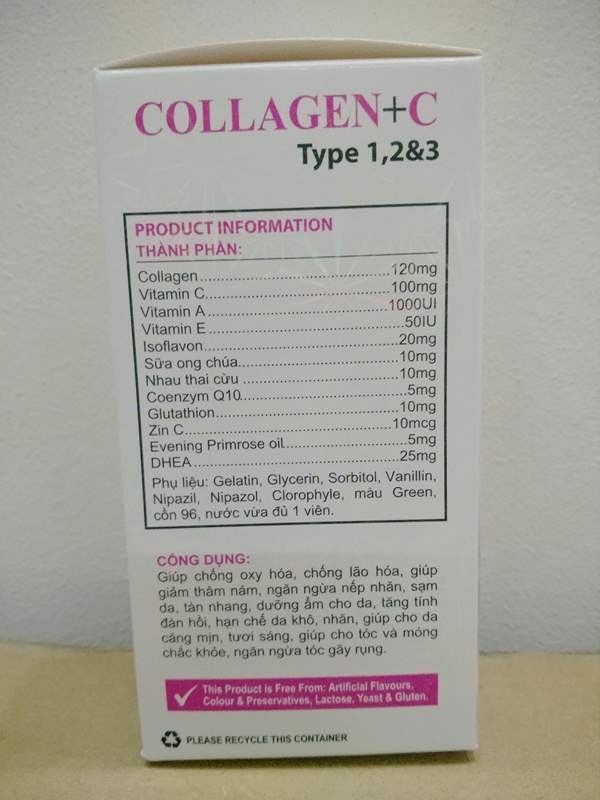 COLLAGEN+C
Type 1,2&3
PRODUCT INFORMATION
THÀNH PHẦN:
Collagen.....................................120mg
Vitamin C....................................100mg
Vitamin A....................................1000UI
Vitamin E....................................50IU
Isoflavon....................................20mg
Sữa ong chúa.............................10mg
Nhau thai cừu............................10mg
Coenzym Q10............................5mg
Glutathion...................................10mg
Zin C...........................................10mcg
Evening Primrose oil..................5mg
DHEA.........................................25mg
Phụ liệu: Gelatin, Glycerin, Sorbitol, Vanillin,
Nipazil, Nipazol, Clorophyle, màu Green,
cồn 96, nước vừa đủ 1 viên.
CÔNG DỤNG:
Giúp chống oxy hóa, chống lão hóa, giúp
giảm thâm nám, ngăn ngừa nếp nhăn, sạm
da, tàn nhang, dưỡng ẩm cho da, tăng tính
đàn hồi, hạn chế da khô, nhăn, giúp cho da
căng mịn, tươi sáng, giúp cho tóc và móng
chắc khỏe, ngăn ngừa tóc gãy rụng.
This Product is Free From: Artificial Flavours,
Colour & Preservatives, Lactose, Yeast & Gluten.
PLEASE RECYCLE THIS CONTAINER